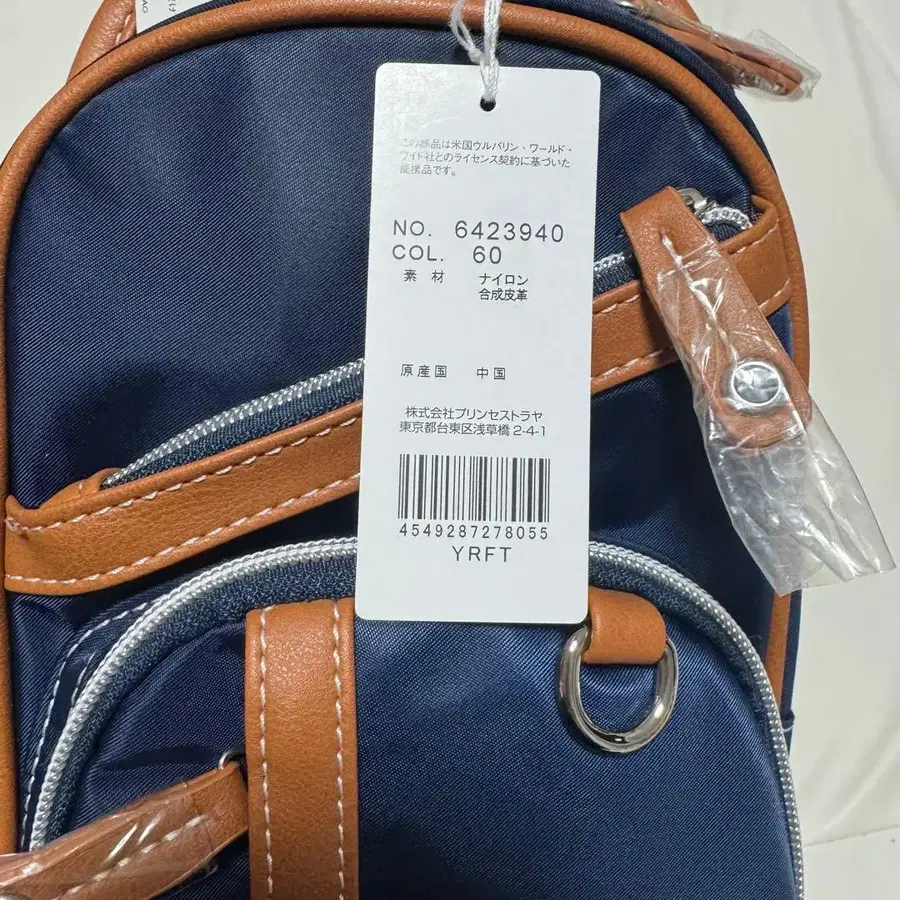 この商品は米国ウルバリン・ワールド・
ワイド社とのライセンス契約に基づいた
提携品です。
NO. 6423940
COL. 60
素材 ナイロン
合成皮革
原産国 中国
株式会社プリンセストラヤ
東京都台東区浅草橋2-4-1
4549287278055
YRFT